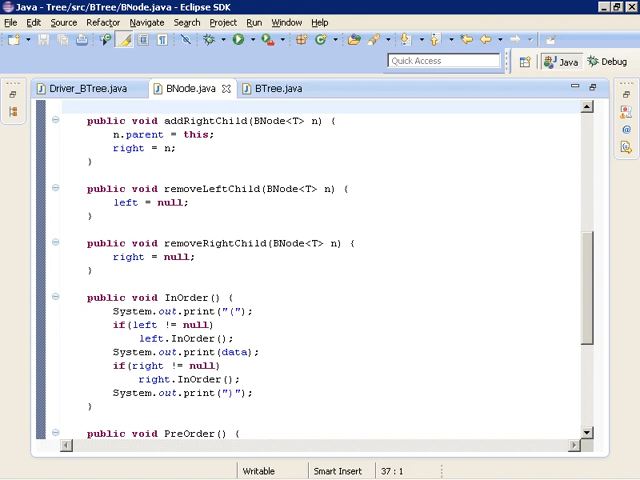 Java - Tree/src/BTree/BNode.java - Eclipse SDK
File Edit Source Refactor Navigate Search Project Run Window Help
Quick Access
Java
Debug
Driver_BTree.java
BNode.java
BTree.java
public void addRightChild(BNode<T> n) {
n.parent = this;
right = n;
}
public void removeLeftChild(BNode<T> n) {
left = null;
}
public void removeRightChild(BNode<T> n) {
right = null;
}
public void InOrder() {
System.out.print("(");
if(left != null)
left.InOrder();
System.out.print(data);
if(right != null)
right.InOrder();
System.out.print(")");
}
public void PreOrder() {
Writable
Smart Insert
37 : 1